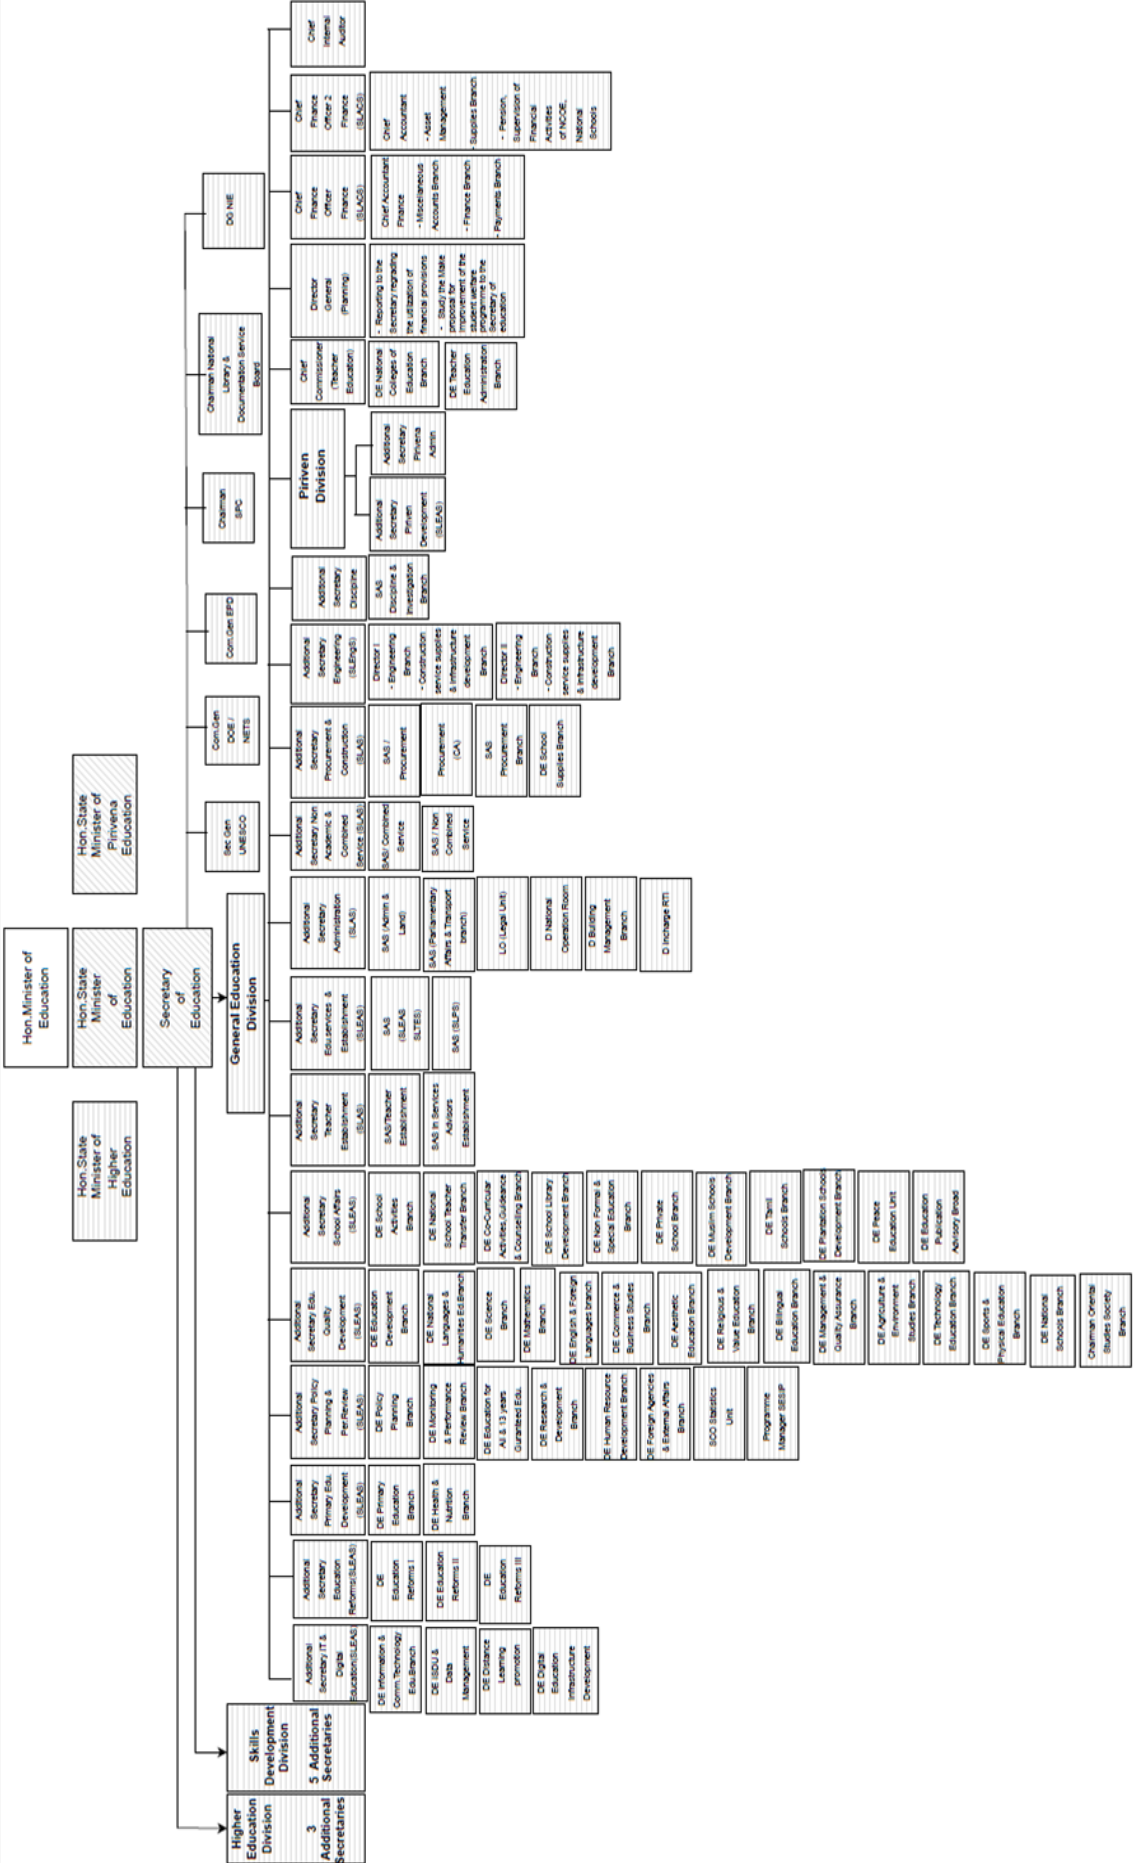 Hon.Minister of
Education
Hon.State
Minister of
Higher
Education
Hon.State
Minister
of
Education
Hon.State
Minister of
Pirivena
Education
Secretary
of
Education
Higher
Education
Division
3
Additional
Secretaries
Skills
Development
Division
5 Additional
Secretaries
General Education
Division
Sec Gen
UNESCO
Com.Gen
DOE /
NETS
Com.Gen EPD
Chairman
SPC
Chairman National
Library &
Documentation Service
Board
DG NIE
Additional
Secretary IT &
Digital
Education(SLEAS)
DE Information &
Comm.Technology
Edu.Branch
DE ISDU &
Data
Management
DE Distance
Learning
promotion
DE Digital
Education
Infrastructure
Development
Additional
Secretary
Education
Reforms(SLEAS)
DE
Education
Reforms I
DE Education
Reforms II
DE
Education
Reforms III
Additional
Secretary
Primary Edu.
Development
(SLEAS)
DE Primary
Education
Branch
DE Health &
Nutrition
Branch
Additional
Secretary Policy
Planning &
Per.Review
(SLEAS)
DE Policy
Planning
Branch
DE Monitoring
& Performance
Review Branch
DE Education for
All & 13 years
Guranteed Edu.
DE Research &
Development
Branch
DE Human Resource
Development Branch
DE Foreign Agencies
& External Affairs
Branch
SCO Statistics
Unit
Programme
Manager SESIP
Additional
Secretary Edu.
Quality
Development
(SLEAS)
DE Education
Development
Branch
DE National
Languages &
Humanities Ed.Branch
DE Science
Branch
DE Mathematics
Branch
DE English & Foreign
Languages branch
DE Commerce &
Business Studies
Branch
DE Aesthetic
Education Branch
DE Religious &
Value Education
Branch
DE Bilingual
Education Branch
DE Management &
Quality Assurance
Branch
DE Agruture &
Environment
Studies Branch
DE Technology
Education Branch
DE Sports &
Physical Education
Branch
DE National
Schools Branch
Chairman Oriental
Studies Society
Branch
Additional
Secretary
School Affairs
(SLEAS)
DE School
Activities
Branch
DE National
School Teacher
Transfer Branch
DE Co-Curricular
Activities,Guideance
& Counseling Branch
DE School Library
Development Branch
DE Non Formal &
Special Education
Branch
DE Private
School Branch
DE Muslim Schools
Development Branch
DE Tamil
Schools Branch
DE Plantation Schools
Development Branch
DE Peace
Education Unit
DE Education
Publication
Advisory Broad
Additional
Secretary
Teacher
Establishment
(SLAS)
SAS/Teacher
Establishment
SAS In Services
Advisors
Establishment
Additional
Secretary
Edu.services &
Establishment
(SLEAS)
SAS
(SLEAS
SLTES)
SAS (SLPS)
Additional
Secretary
Administration
(SLAS)
SAS (Admin &
Land)
SAS (Parliamentary
Affairs & Transport
branch)
LO (Legal Unit)
D National
Operation Room
D Building
Management
Branch
D Incharge RTI
Additional
Secretary Non
Academic &
Combined
Service (SLAS)
SAS/ Combined
Service
SAS / Non
Combined
Service
Additional
Secretary
Procurement &
Construction
(SLAS)
SAS /
Procurement
Procurement
(CA)
SAS
Procurement
Branch
DE School
Supplies Branch
Additional
Secretary
Engineering
(SLEngS)
Director I
- Engineering
Branch
- Construction
service supplies
& infrastructure
development
Branch
Director II
- Engineering
Branch
- Construction
service supplies
& infrastructure
development
Branch
Additional
Secretary
Discipline
SAS
Discipline &
Investigation
Branch
Piriven
Division
Additional
Secretary
Piriven
Development
(SLEAS)
Additional
Secretary
Pirivena
Admin
Chief
Commissioner
(Teacher
Education)
DE National
Colleges of
Education
Branch
DE Teacher
Education
Administration
Branch
Director
General
(Planning)
- Reporting to the
Secretary regrading
the utilization of
financial provisions
- Study the Make
proposal for
improvement of the
student welfare
programme to the
Secretary of
education
Chief
Finance
Officer
Finance
(SLACS)
Chief Accountant
Finance
- Miscellaneous
Accounts Branch
- Finance Branch
- Payments Branch
Chief
Finance
Officer 2
Finance
(SLACS)
Chief
Accountant
- Asset
Management
- Supplies Branch
- Pension,
Supervision of
Financial
Activities
of NCOE,
National
Schools
Chief
Internal
Auditor